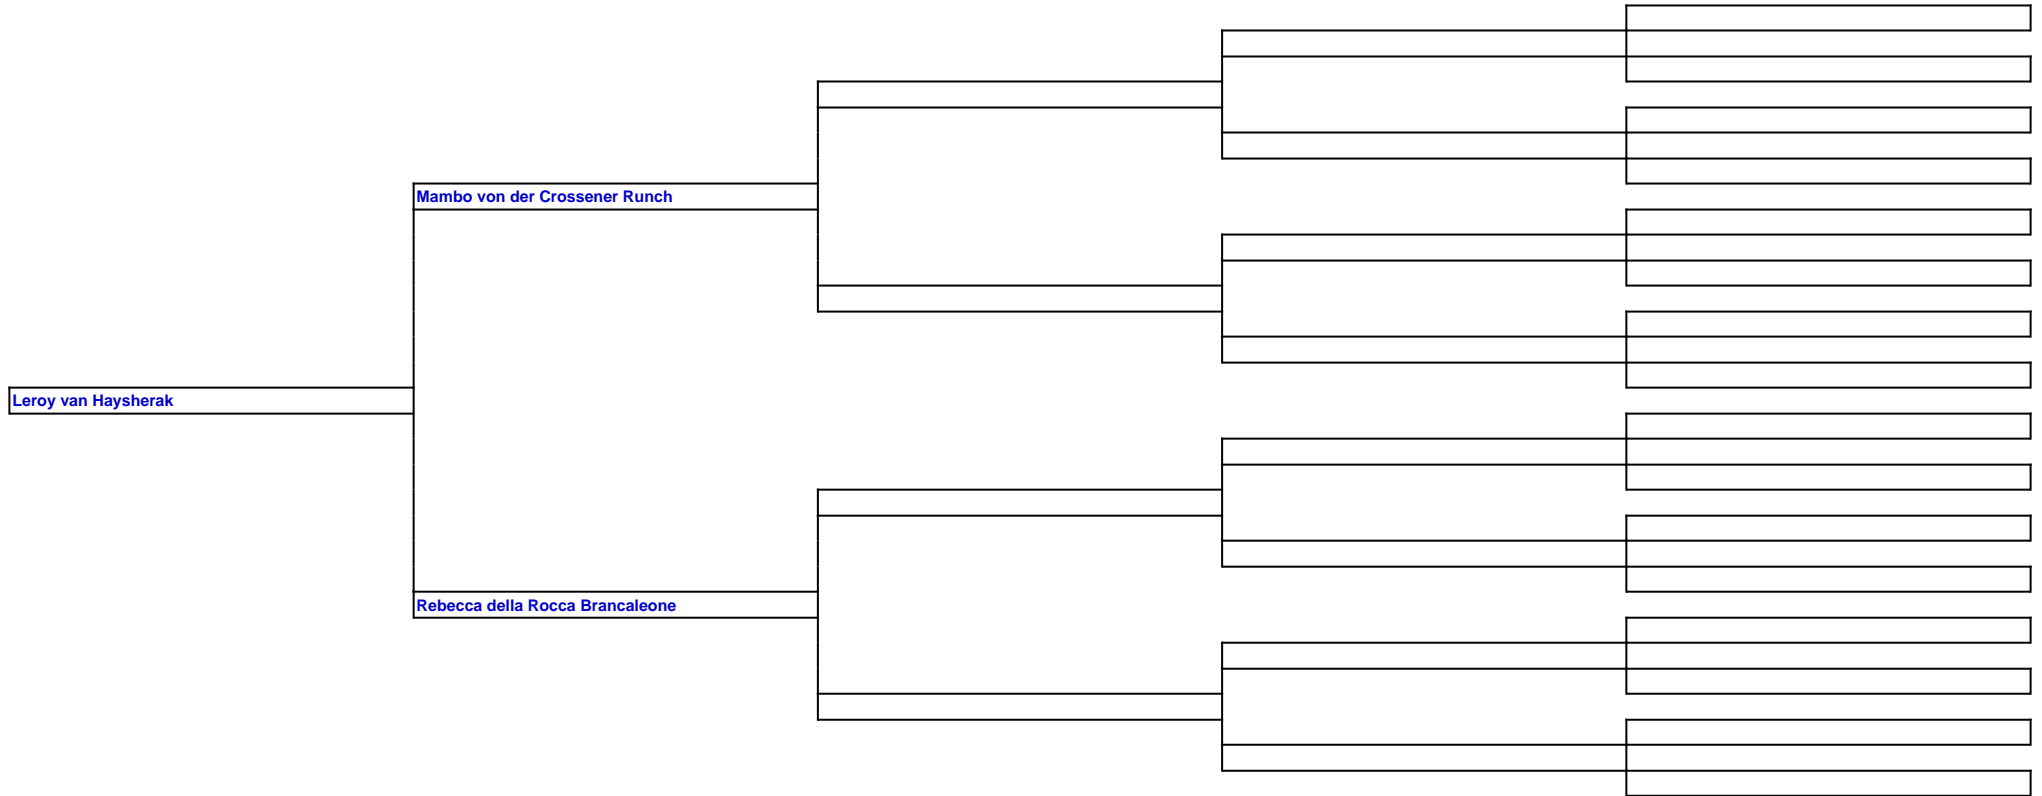 Mambo von der Crossener Runch
Leroy van Haysherak
Rebecca della Rocca Brancaleone